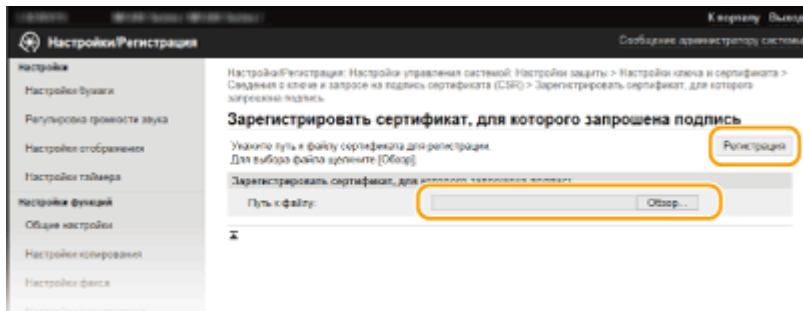 К порталу Выход
Настройки/Регистрация
Сообщение администратору системы
Настройки
Настройки бумаги
Регулировка громкости звука
Настройки отображения
Настройки таймера
Настройки функций
Общие настройки
Настройки копирования
Настройки факса
Настройка/Регистрация: Настройки управления системой: Настройки защиты > Настройки ключа и сертификата >
Сведения о ключе и запросе на подпись сертификата (CSR) > Зарегистрировать сертификат, для которого
запрошена подпись
Зарегистрировать сертификат, для которого запрошена подпись
Укажите путь к файлу сертификата для регистрации.
Для выбора файла щелкните [Обзор].
Регистрация
Зарегистрировать сертификат, для которого запрошена подпись
Путь к файлу:
Обзор...